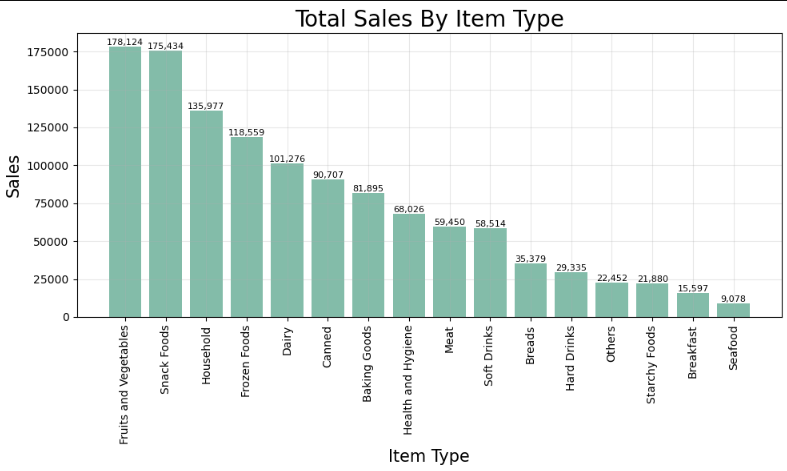 Total Sales By Item Type
Sales
175000
150000
125000
100000
75000
50000
25000
0
178,124
175,434
135,977
118,559
101,276
90,707
81,895
68,026
59,450
58,514
35,379
29,335
22,452
21,880
15,597
9,078
Fruits and Vegetables
Snack Foods
Household
Frozen Foods
Dairy
Canned
Baking Goods
Health and Hygiene
Meat
Soft Drinks
Breads
Hard Drinks
Others
Starchy Foods
Breakfast
Seafood
Item Type